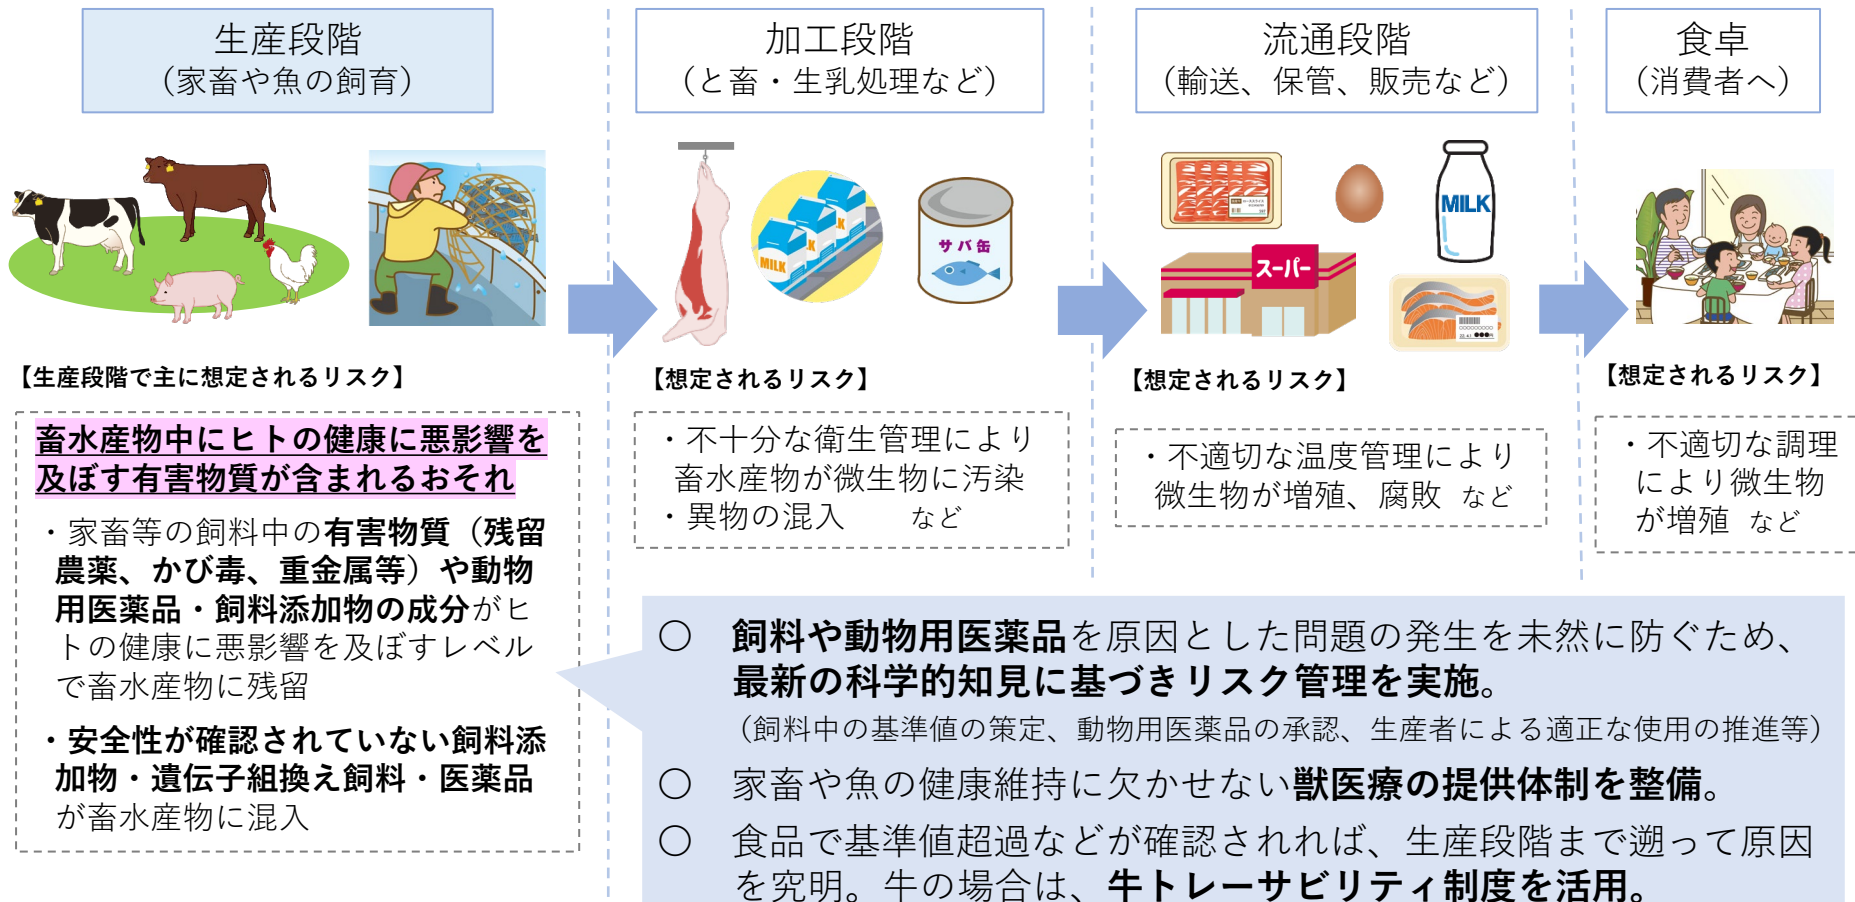 生産段階
（家畜や魚の飼育）
加工段階
（と畜・生乳処理など）
流通段階
（輸送、保管、販売など）
食卓
（消費者へ）
MILK
サバ缶
MILK
スーパー
【生産段階で主に想定されるリスク】
畜水産物中にヒトの健康に悪影響を
及ぼす有害物質が含まれるおそれ
・家畜等の飼料中の有害物質（残留
農薬、かび毒、重金属等）や動物
用医薬品・飼料添加物の成分がヒ
トの健康に悪影響を及ぼすレベル
で畜水産物に残留
・安全性が確認されていない飼料添
加物・遺伝子組換え飼料・医薬品
が畜水産物に混入
【想定されるリスク】
・不十分な衛生管理により
畜水産物が微生物に汚染
・異物の混入 など
【想定されるリスク】
・不適切な温度管理により
微生物が増殖、腐敗 など
【想定されるリスク】
・不適切な調理
により微生物
が増殖 など
○ 飼料や動物用医薬品を原因とした問題の発生を未然に防ぐため、
最新の科学的知見に基づきリスク管理を実施。
（飼料中の基準値の策定、動物用医薬品の承認、生産者による適正な使用の推進等）
○ 家畜や魚の健康維持に欠かせない獣医療の提供体制を整備。
○ 食品で基準値超過などが確認されれば、生産段階まで遡って原因
を究明。牛の場合は、牛トレーサビリティ制度を活用。